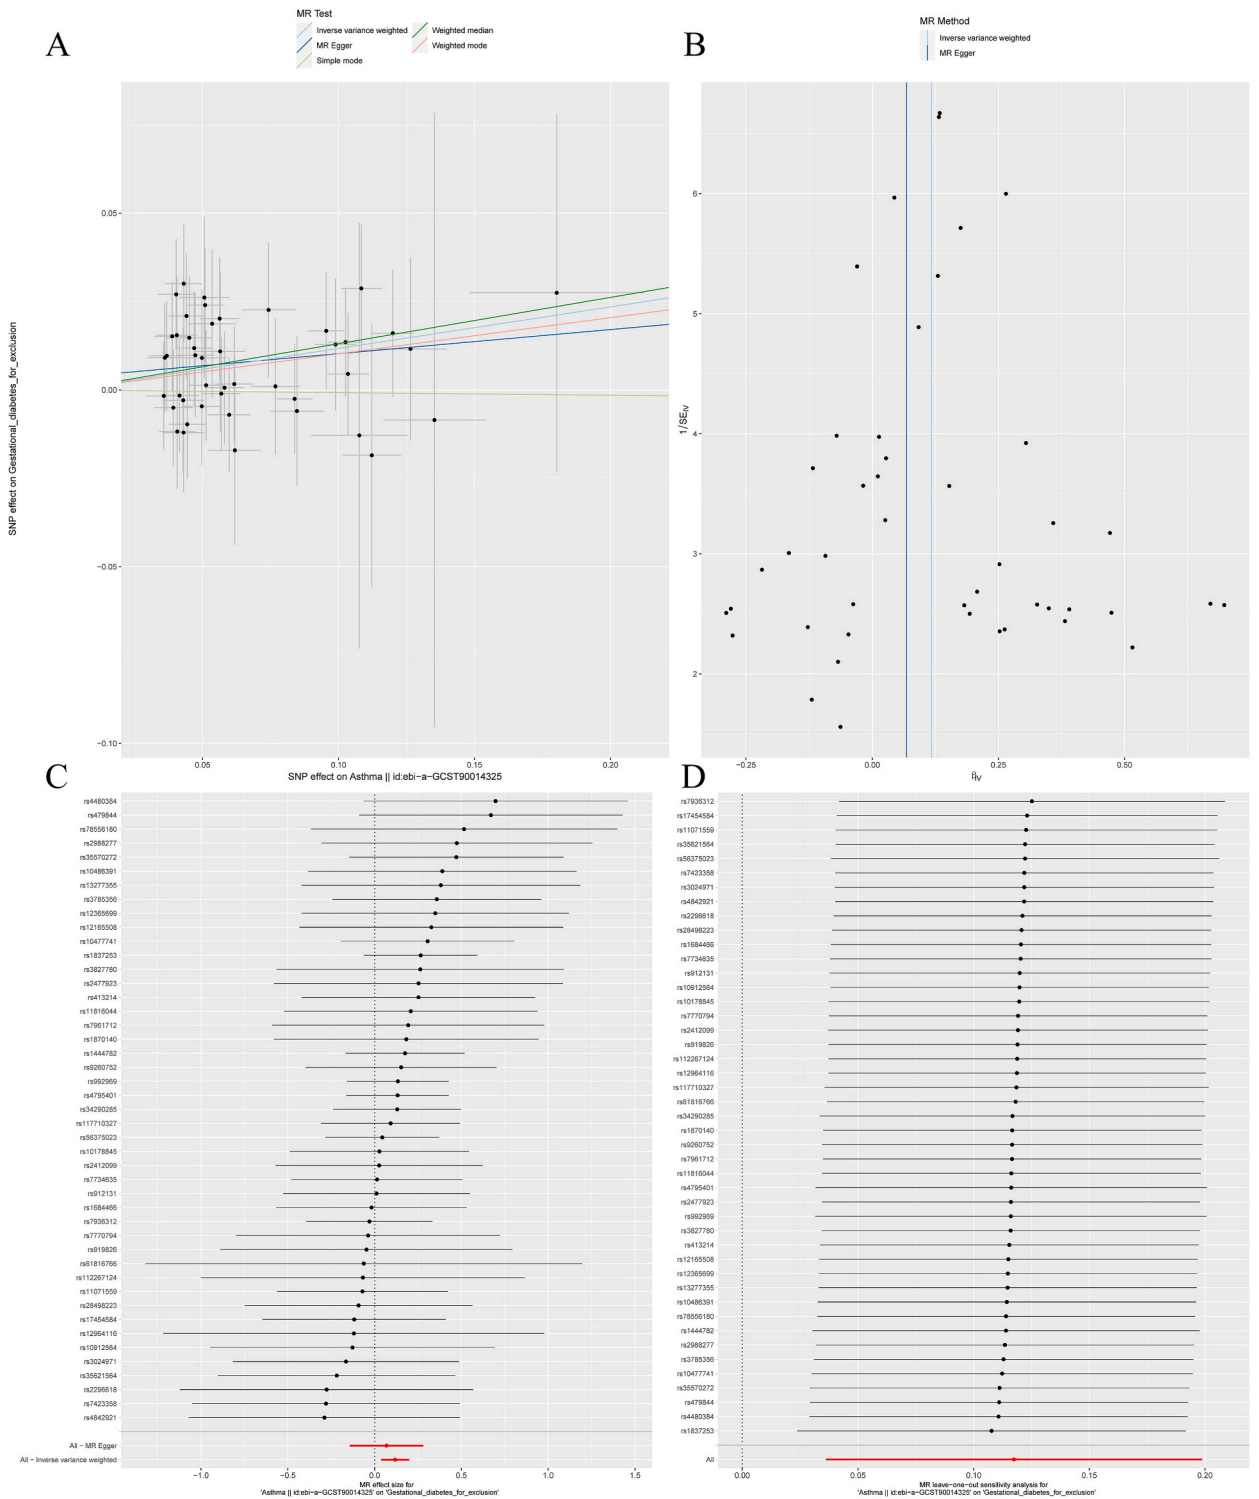 A
MR Test
Inverse variance weighted
Weighted median
MR Egger
Weighted mode
Simple mode
SNP effect on Gestational_diabetes_for_exclusion
0.05
0.00
−0.05
−0.10
0.05
0.10
0.15
0.20
SNP effect on Asthma || id:ebi−a−GCST90014325
B
MR Method
Inverse variance weighted
MR Egger
1/SEIV
6
5
4
3
2
−0.25
0.00
0.25
0.50
βIV
C
rs4480384
rs479844
rs78556180
rs2988277
rs35570272
rs10486391
rs13277355
rs3785356
rs12365699
rs12165508
rs10477741
rs1837253
rs3827780
rs2477923
rs413214
rs11816044
rs7961712
rs1870140
rs1444782
rs9260752
rs992969
rs4795401
rs34290285
rs117710327
rs56375023
rs10178845
rs2412099
rs7734635
rs912131
rs1684466
rs7936312
rs7770794
rs919826
rs61816766
rs112267124
rs11071559
rs28498223
rs17454584
rs12964116
rs10912564
rs3024971
rs35621564
rs2296618
rs7423358
rs4842921
All − MR Egger
All − Inverse variance weighted
−1.0
−0.5
0.0
0.5
1.0
1.5
MR effect size for
'Asthma || id:ebi−a−GCST90014325' on 'Gestational_diabetes_for_exclusion'
D
rs7936312
rs17454584
rs11071559
rs35621564
rs56375023
rs7423358
rs3024971
rs4842921
rs2296618
rs28498223
rs1684466
rs7734635
rs912131
rs10912564
rs10178845
rs7770794
rs2412099
rs919826
rs112267124
rs12964116
rs117710327
rs61816766
rs34290285
rs1870140
rs9260752
rs7961712
rs11816044
rs4795401
rs2477923
rs992969
rs3827780
rs413214
rs12165508
rs12365699
rs13277355
rs10486391
rs78556180
rs1444782
rs2988277
rs3785356
rs10477741
rs35570272
rs479844
rs4480384
rs1837253
All
0.00
0.05
0.10
0.15
0.20
MR leave−one−out sensitivity analysis for
'Asthma || id:ebi−a−GCST90014325' on 'Gestational_diabetes_for_exclusion'